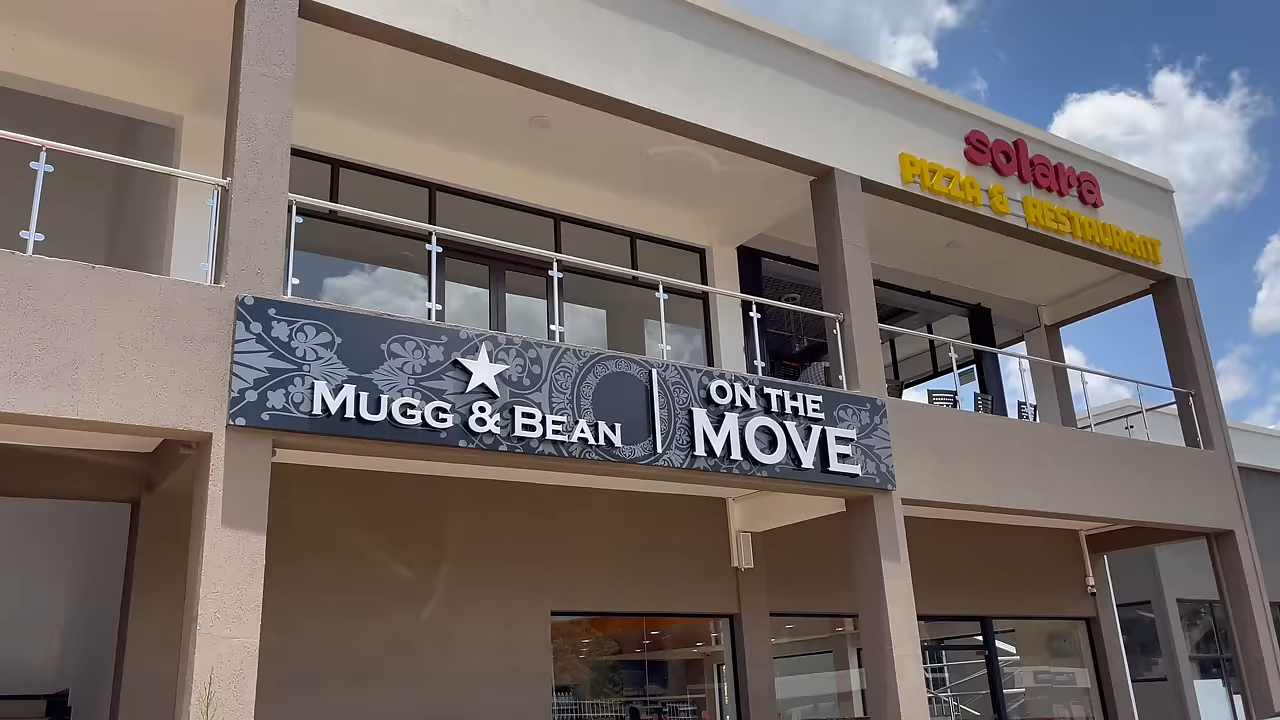 solara
PIZZA & RESTAURANT
MUGG & BEAN
ON THE
MOVE